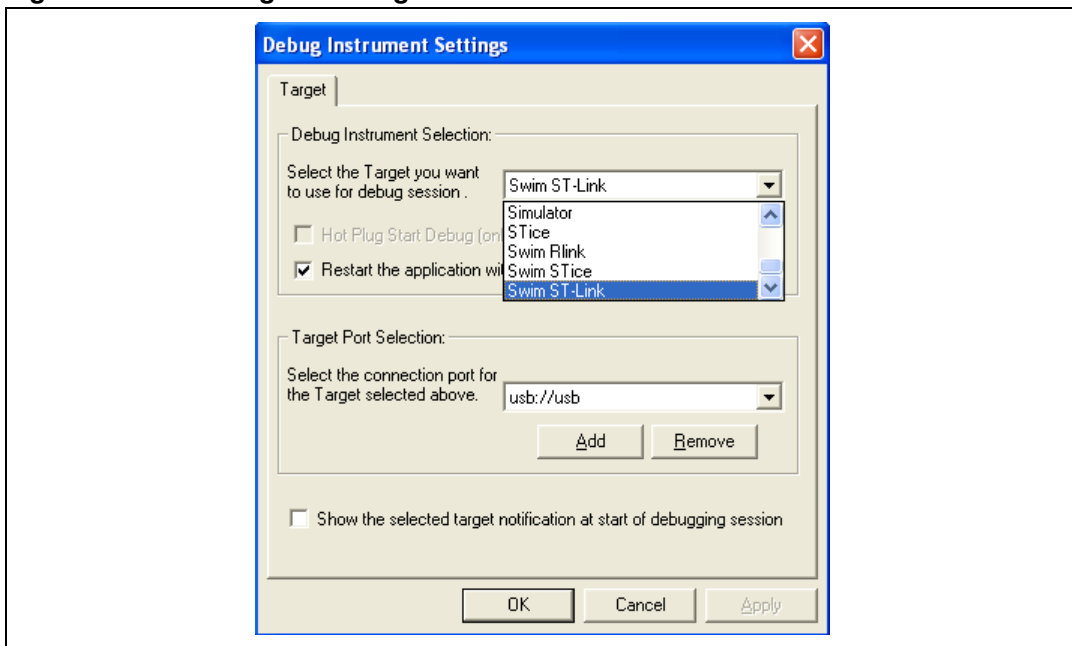 Debug Instrument Settings
Target
Debug Instrument Selection:
Select the Target you want
to use for debug session .
Swim ST-Link
Simulator
STice
Swim Rlink
Swim STice
Swim ST-Link
Hot Plug Start Debug (onl
Restart the application wi
Target Port Selection:
Select the connection port for
the Target selected above.
usb://usb
Add
Remove
Show the selected target notification at start of debugging session
OK
Cancel
Apply